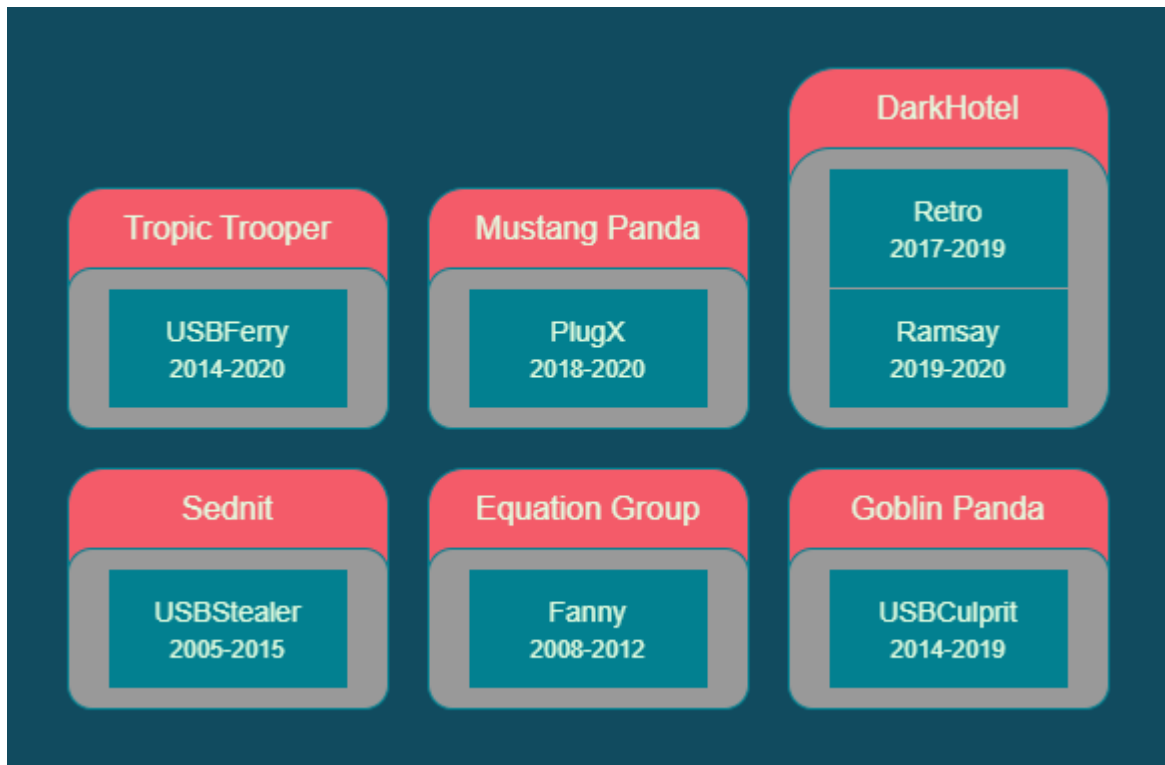 DarkHotel
Retro
2017-2019
Ramsay
2019-2020
Tropic Trooper
USBFerry
2014-2020
Mustang Panda
PlugX
2018-2020
Sednit
USBStealer
2005-2015
Equation Group
Fanny
2008-2012
Goblin Panda
USBCulprit
2014-2019